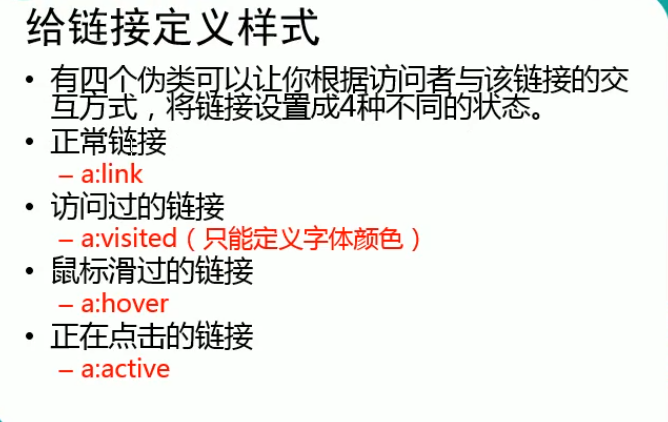 给链接定义样式
• 有四个伪类可以让你根据访问者与该链接的交
互方式，将链接设置成4种不同的状态。
• 正常链接
– a:link
• 访问过的链接
– a:visited（只能定义字体颜色）
• 鼠标滑过的链接
– a:hover
• 正在点击的链接
– a:active